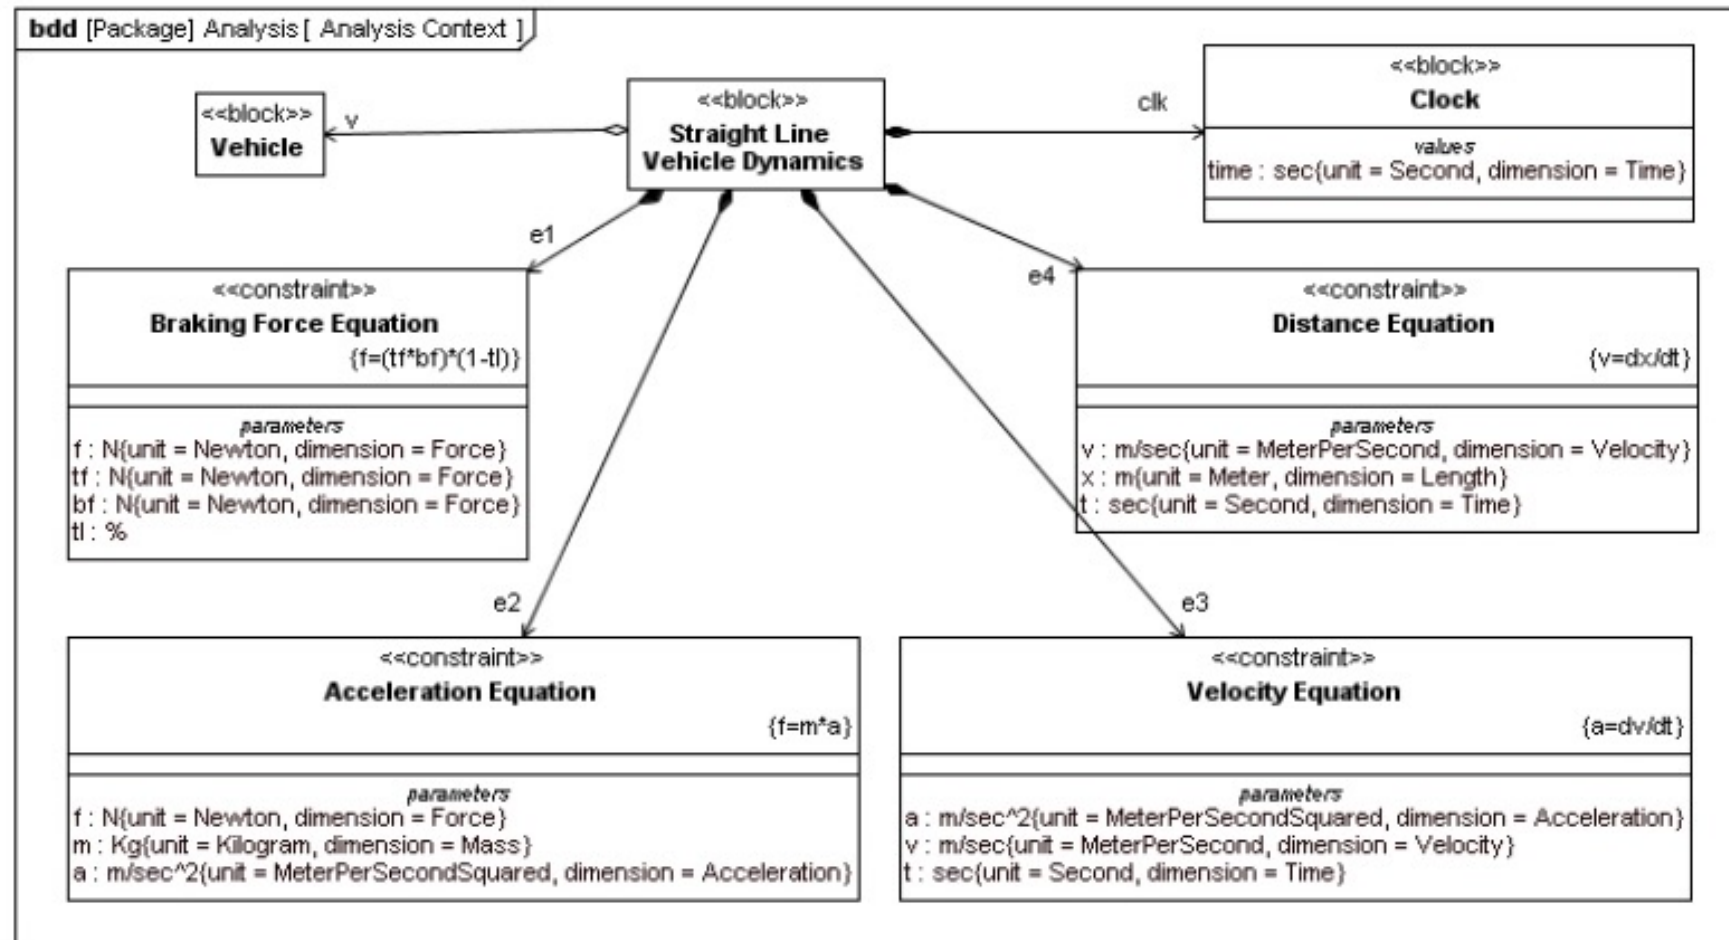 bdd [Package] Analysis [ Analysis Context ]
<<block>>
Vehicle
v
<<block>>
Straight Line
Vehicle Dynamics
clk
<<block>>
Clock
values
time : sec{unit = Second, dimension = Time}
e1
<<constraint>>
Braking Force Equation
{f=(tf*bf)*(1-tl)}
parameters
f : N{unit = Newton, dimension = Force}
tf : N{unit = Newton, dimension = Force}
bf : N{unit = Newton, dimension = Force}
tl : %
e4
<<constraint>>
Distance Equation
{v=dx/dt}
parameters
v : m/sec{unit = MeterPerSecond, dimension = Velocity}
x : m{unit = Meter, dimension = Length}
t : sec{unit = Second, dimension = Time}
e2
<<constraint>>
Acceleration Equation
{f=m*a}
parameters
f : N{unit = Newton, dimension = Force}
m : Kg{unit = Kilogram, dimension = Mass}
a : m/sec^2{unit = MeterPerSecondSquared, dimension = Acceleration}
e3
<<constraint>>
Velocity Equation
{a=dv/dt}
parameters
a : m/sec^2{unit = MeterPerSecondSquared, dimension = Acceleration}
v : m/sec{unit = MeterPerSecond, dimension = Velocity}
t : sec{unit = Second, dimension = Time}